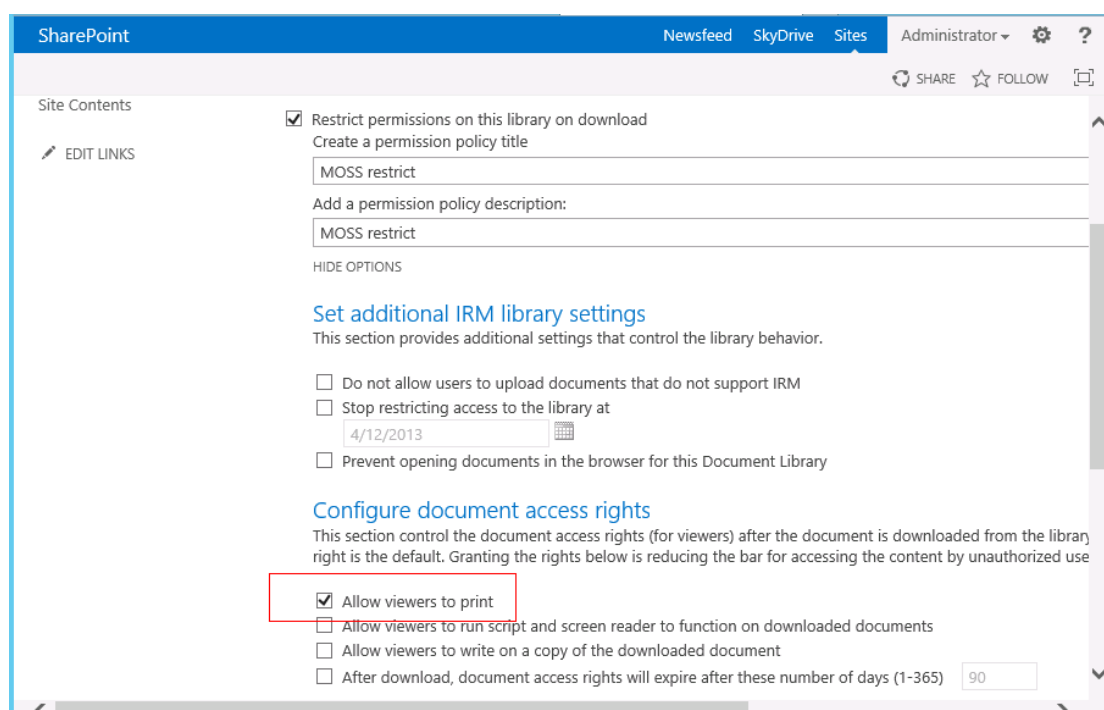 SharePoint Newsfeed SkyDrive Sites Administrator ?
SHARE FOLLOW
Site Contents
EDIT LINKS
Restrict permissions on this library on download
Create a permission policy title
MOSS restrict
Add a permission policy description:
MOSS restrict
HIDE OPTIONS
Set additional IRM library settings
This section provides additional settings that control the library behavior.
Do not allow users to upload documents that do not support IRM
Stop restricting access to the library at
4/12/2013
Prevent opening documents in the browser for this Document Library
Configure document access rights
This section control the document access rights (for viewers) after the document is downloaded from the library
right is the default. Granting the rights below is reducing the bar for accessing the content by unauthorized use
Allow viewers to print
Allow viewers to run script and screen reader to function on downloaded documents
Allow viewers to write on a copy of the downloaded document
After download, document access rights will expire after these number of days (1-365) 90